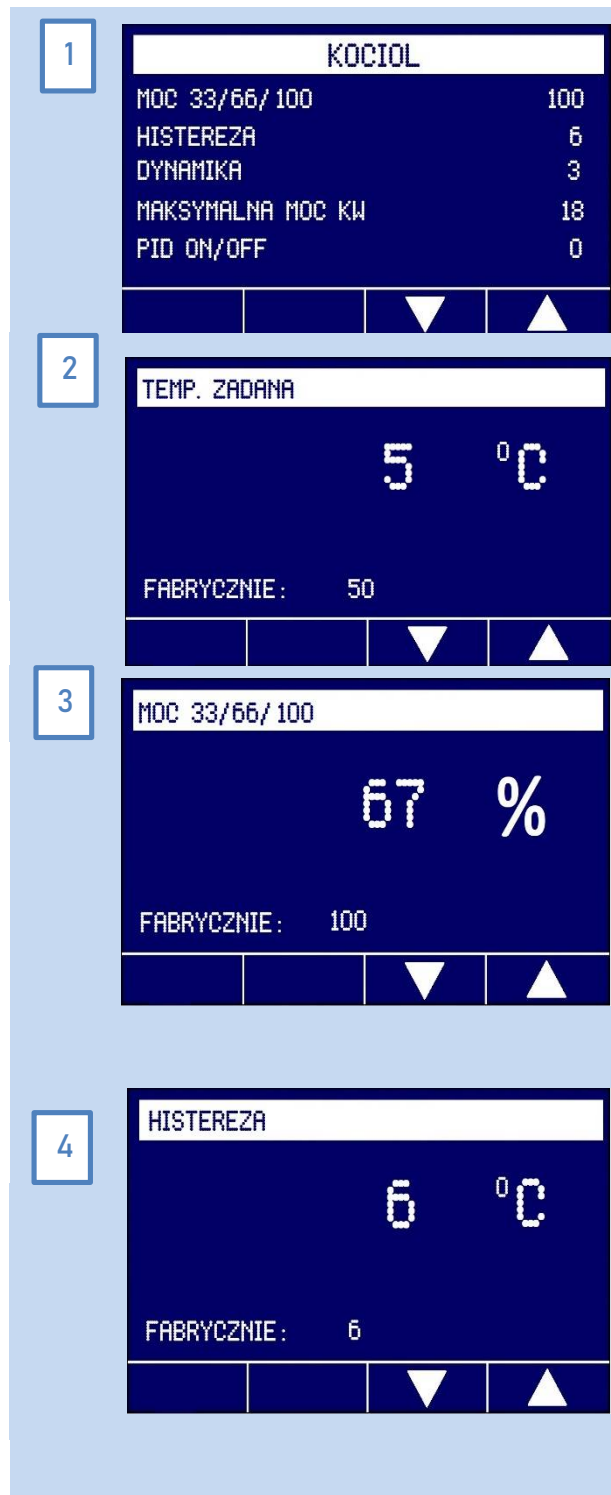 1
KOCIOL
MOC 33/66/100 100
HISTEREZA 6
DYNAMIKA 3
MAKSYMALNA MOC KW 18
PID ON/OFF 0
2
TEMP. ZADANA
5 °C
FABRYCZNIE: 50
3
MOC 33/66/100
67 %
FABRYCZNIE: 100
4
HISTEREZA
6 °C
FABRYCZNIE: 6